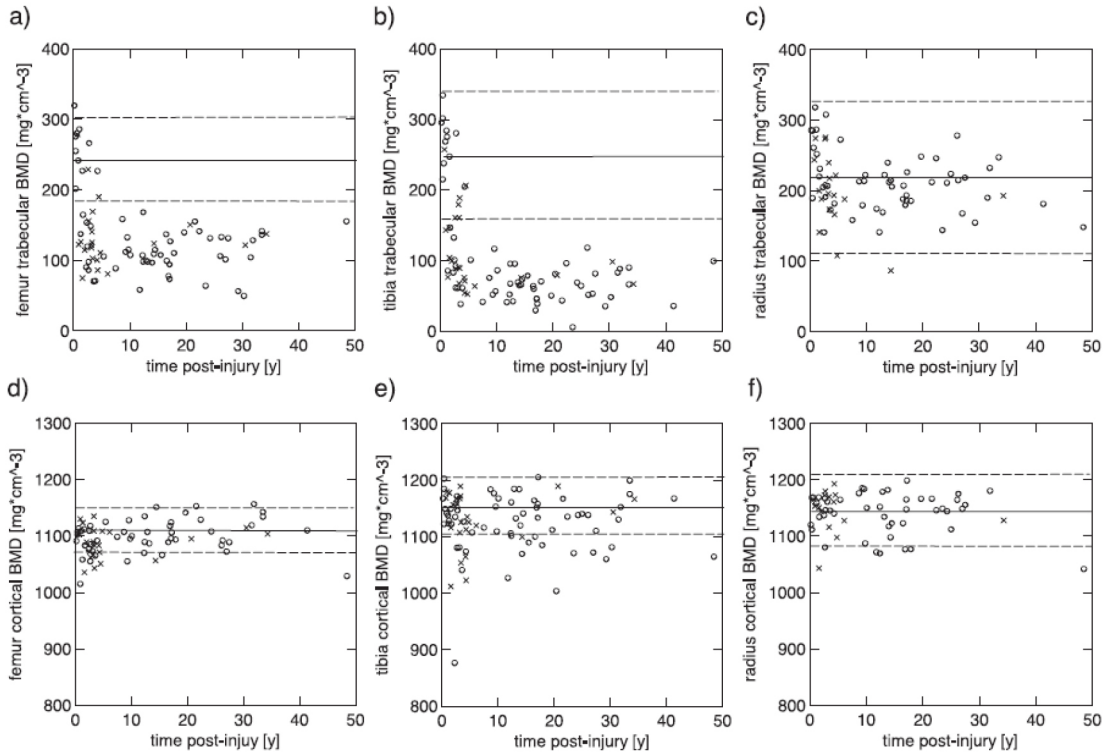 a)
b)
c)
femur trabecular BMD [mg*cm^-3]
400
300
200
100
0
0 10 20 30 40 50
time post-injury [y]
tibia trabecular BMD [mg*cm^-3]
400
300
200
100
0
0 10 20 30 40 50
time post-injury [y]
radius trabecular BMD [mg*cm^-3]
400
300
200
100
0
0 10 20 30 40 50
time post-injury [y]
d)
e)
f)
femur cortical BMD [mg*cm^-3]
1300
1200
1100
1000
900
800
0 10 20 30 40 50
time post-injuy [y]
tibia cortical BMD [mg*cm^-3]
1300
1200
1100
1000
900
800
0 10 20 30 40 50
time post-injury [y]
radius cortical BMD [mg*cm^-3]
1300
1200
1100
1000
900
800
0 10 20 30 40 50
time post-injury [y]